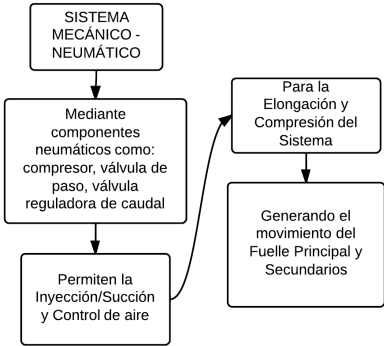 SISTEMA
MECÁNICO -
NEUMÁTICO
Mediante
componentes
neumáticos como:
compresor, válvula de
paso, válvula
reguladora de caudal
Permiten la
Inyección/Succión
y Control de aire
Para la
Elongación y
Compresión del
Sistema
Generando el
movimiento del
Fuelle Principal y
Secundarios